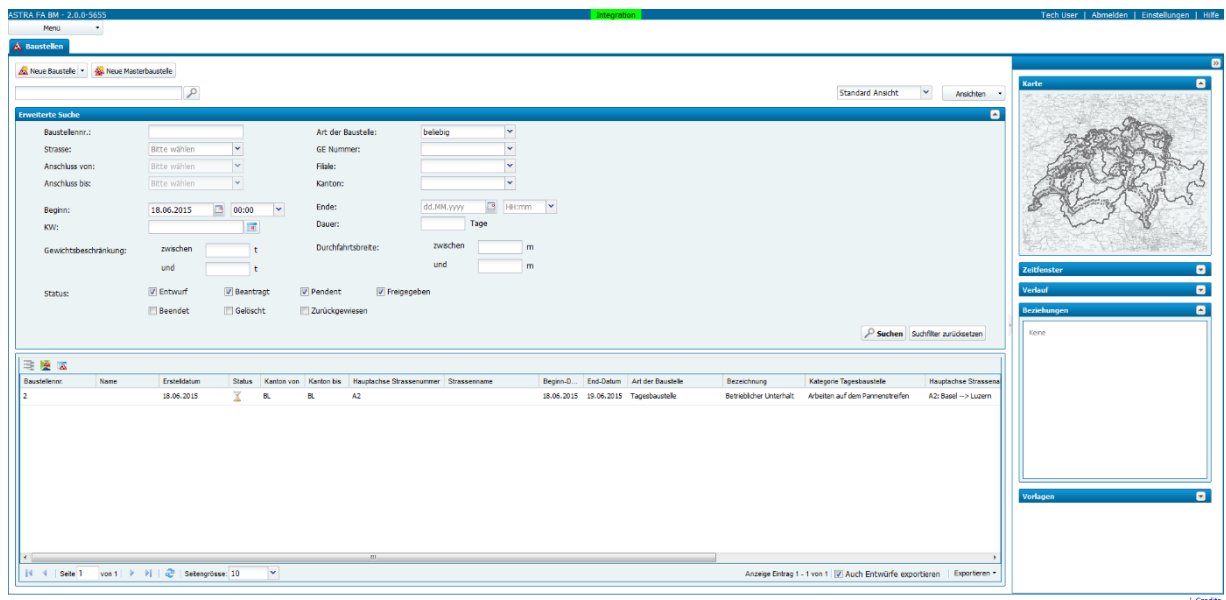 ASTRA FA BM - 2.0.0-5655 Integration Tech User | Abmelden | Einstellungen | Hilfe
Menü
Baustellen
Neue Baustelle Neue Masterbaustelle
Standard Ansicht Ansichten
Erweiterte Suche
Baustellennr.: Art der Baustelle: beliebig
Strasse: Bitte wählen GE Nummer:
Anschluss von: Bitte wählen Filiale:
Anschluss bis: Bitte wählen Kanton:
Beginn: 18.06.2015 00:00 Ende: dd.MM.yyyy HH:mm
KW: Dauer: Tage
Gewichtsbeschränkung: zwischen t Durchfahrtsbreite: zwischen m
und t und m
Status: Entwurf Beantragt Pendent Freigegeben
Beendet Gelöscht Zurückgewiesen
Suchen Suchfilter zurücksetzen
Baustellennr. Name Erstelldatum Status Kanton von Kanton bis Hauptachse Strassenummer Strassenname Beginn-D... End-Datum Art der Baustelle Bezeichnung Kategorie Tagesbaustelle Hauptachse Strassena
2 18.06.2015 BL BL A2 18.06.2015 19.06.2015 Tagesbaustelle Betrieblicher Unterhalt Arbeiten auf dem Pannenstreifen A2: Basel --> Luzern
Seite 1 von 1 Seitengrösse: 10 Anzeige Eintrag 1 - 1 von 1 Auch Entwürfe exportieren Exportieren
Karte
Zeitfenster
Verlauf
Beziehungen
Keine
Vorlagen
| Credits